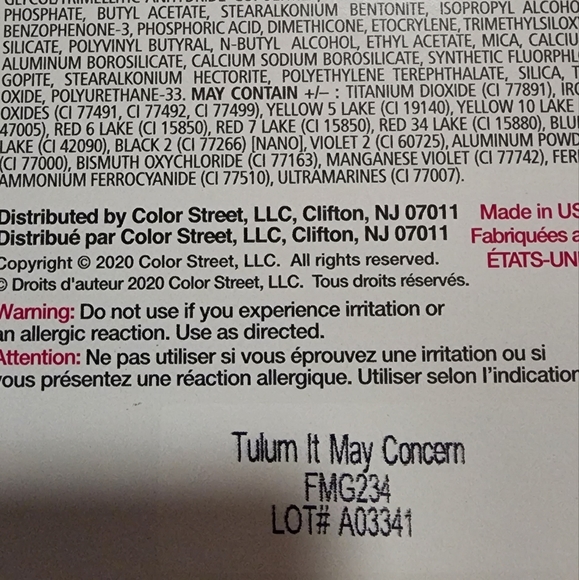 PHOSPHATE, BUTYL ACETATE, STEARALKONIUM BENTONITE, ISOPROPYL ALCOHO
BENZOPHENONE-3, PHOSPHORIC ACID, DIMETHICONE, ETOCRYLENE, TRIMETHYLSILOX
SILICATE, POLYVINYL BUTYRAL, N-BUTYL ALCOHOL, ETHYL ACETATE, MICA, CALCIU
ALUMINUM BOROSILICATE, CALCIUM SODIUM BOROSILICATE, SYNTHETIC FLUORPHL
GOPITE, STEARALKONIUM HECTORITE, POLYETHYLENE TEREPHTHALATE, SILICA, T
OXIDE, POLYURETHANE-33. MAY CONTAIN +/– : TITANIUM DIOXIDE (CI 77891), IRO
OXIDES (CI 77491, CI 77492, CI 77499), YELLOW 5 LAKE (CI 19140), YELLOW 10 LAKE
47005), RED 6 LAKE (CI 15850), RED 7 LAKE (CI 15850), RED 34 LAKE (CI 15880), BLU
LAKE (CI 42090), BLACK 2 (CI 77266) [NANO], VIOLET 2 (CI 60725), ALUMINUM POWD
(CI 77000), BISMUTH OXYCHLORIDE (CI 77163), MANGANESE VIOLET (CI 77742), FER
AMMONIUM FERROCYANIDE (CI 77510), ULTRAMARINES (CI 77007).
Distributed by Color Street, LLC, Clifton, NJ 07011 Made in US
Distribué par Color Street, LLC, Clifton, NJ 07011 Fabriquées a
Copyright © 2020 Color Street, LLC. All rights reserved. ÉTATS-UNI
© Droits d'auteur 2020 Color Street, LLC. Tous droits réservés.
Warning: Do not use if you experience irritation or
an allergic reaction. Use as directed.
Attention: Ne pas utiliser si vous éprouvez une irritation ou si
vous présentez une réaction allergique. Utiliser selon l'indication
Tulum It May Concern
FMG234
LOT# A03341